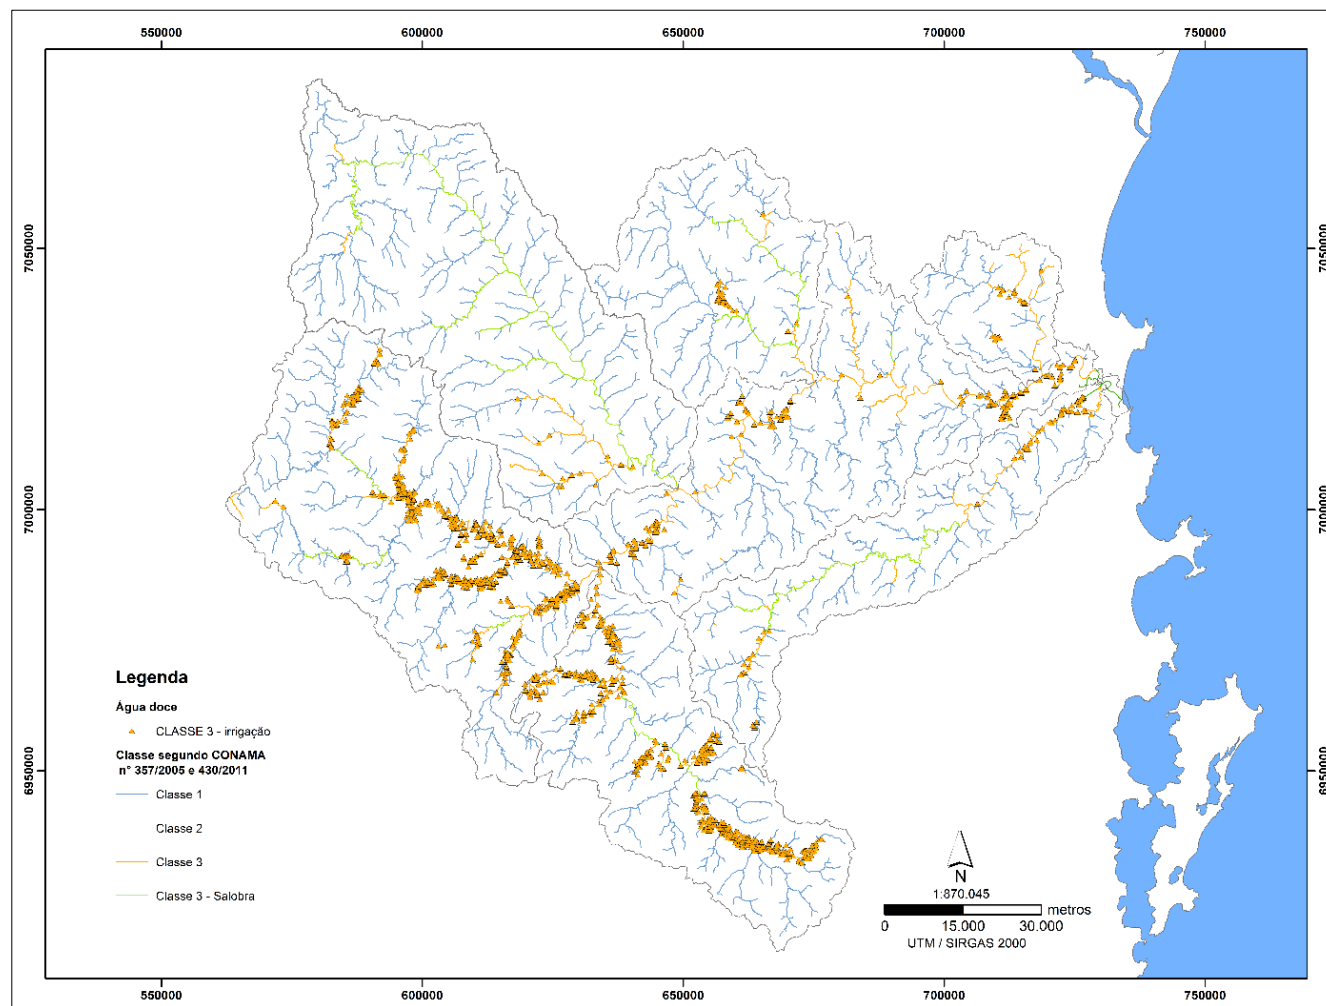 550000 600000 650000 700000 750000
7050000 7050000
7000000 7000000
6950000 6950000
Legenda
Água doce
CLASSE 3 - irrigação
Classe segundo CONAMA
n° 357/2005 e 430/2011
Classe 1
Classe 2
Classe 3
Classe 3 - Salobra
N
1:870.045
metros
0 15.000 30.000
UTM / SIRGAS 2000
550000 600000 650000 700000 750000